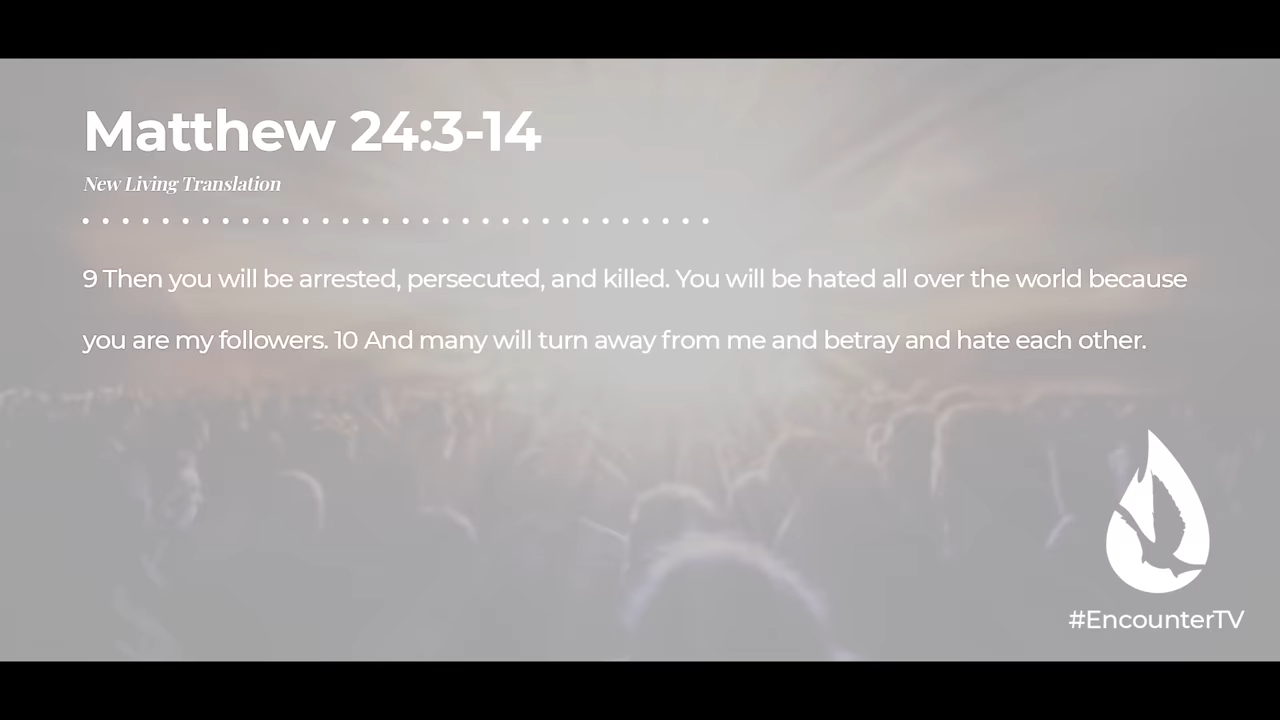 Matthew 24:3-14
New Living Translation
9 Then you will be arrested, persecuted, and killed. You will be hated all over the world because
you are my followers. 10 And many will turn away from me and betray and hate each other.
#EncounterTV